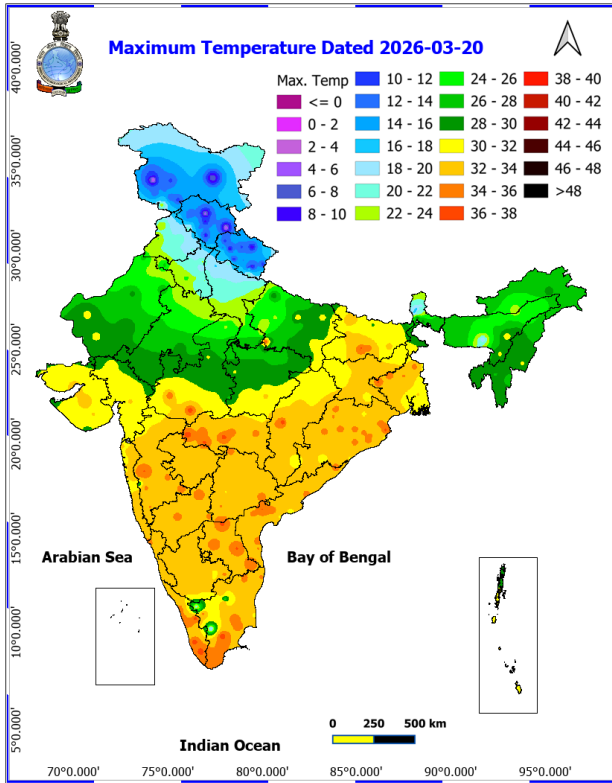 Maximum Temperature Dated 2026-03-20
Max. Temp
<= 0
0 - 2
2 - 4
4 - 6
6 - 8
8 - 10
10 - 12
12 - 14
14 - 16
16 - 18
18 - 20
20 - 22
22 - 24
24 - 26
26 - 28
28 - 30
30 - 32
32 - 34
34 - 36
36 - 38
38 - 40
40 - 42
42 - 44
44 - 46
46 - 48
>48
40°0.000'
35°0.000'
30°0.000'
25°0.000'
20°0.000'
15°0.000'
10°0.000'
5°0.000'
Arabian Sea
Bay of Bengal
Indian Ocean
0 250 500 km
70°0.000' 75°0.000' 80°0.000' 85°0.000' 90°0.000' 95°0.000'